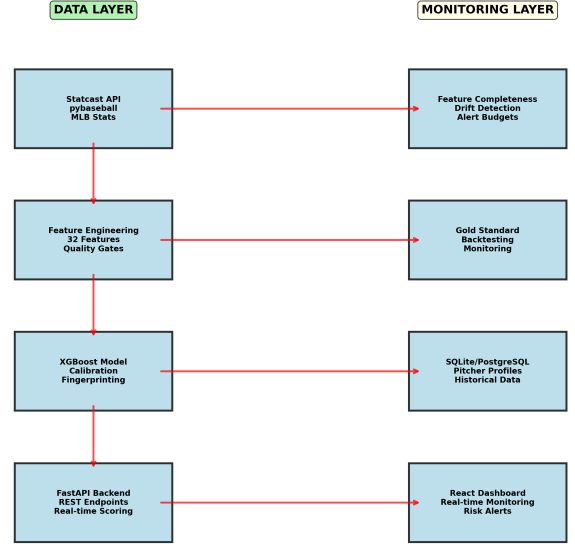 DATA LAYER
MONITORING LAYER
Statcast API
pybaseball
MLB Stats
Feature Completeness
Drift Detection
Alert Budgets
Feature Engineering
32 Features
Quality Gates
Gold Standard
Backtesting
Monitoring
XGBoost Model
Calibration
Fingerprinting
SQLite/PostgreSQL
Pitcher Profiles
Historical Data
FastAPI Backend
REST Endpoints
Real-time Scoring
React Dashboard
Real-time Monitoring
Risk Alerts